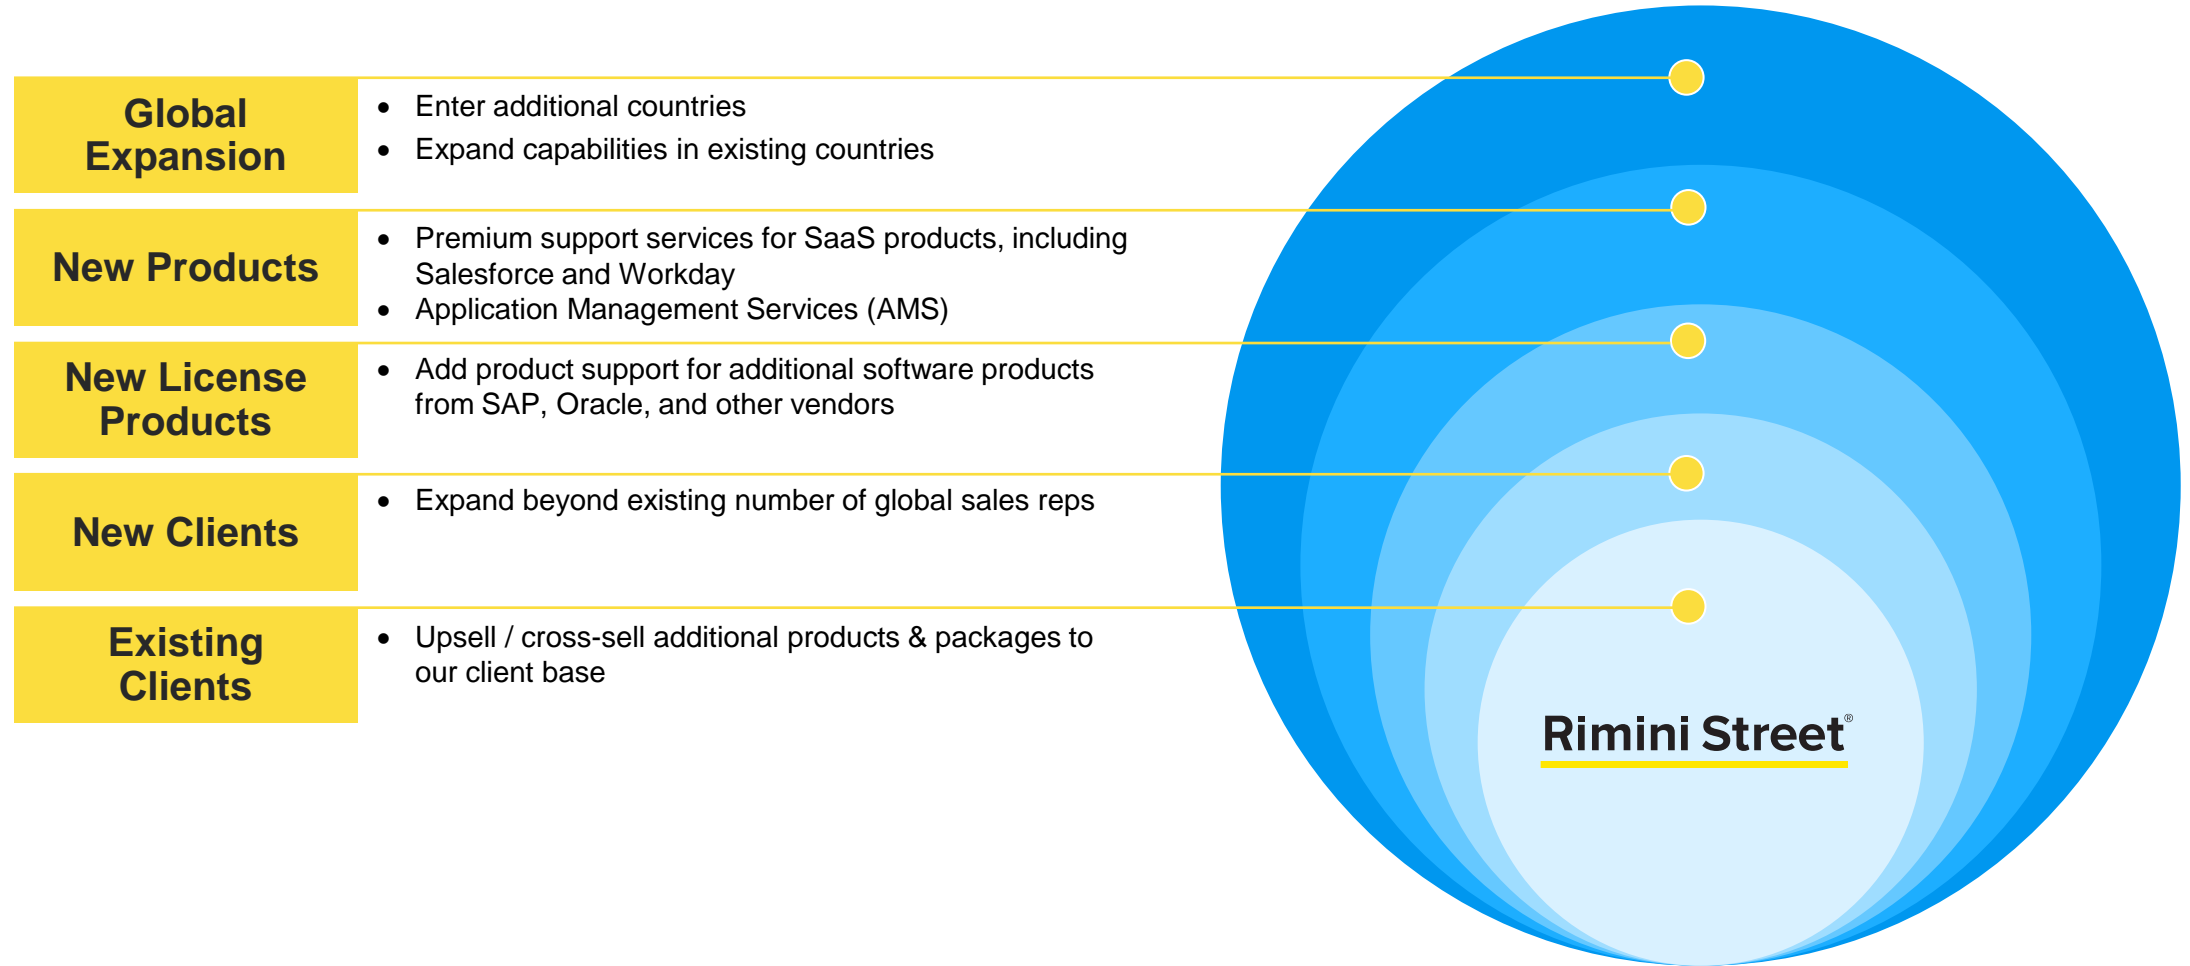 Global
Expansion
• Enter additional countries
• Expand capabilities in existing countries
New Products
• Premium support services for SaaS products, including
Salesforce and Workday
• Application Management Services (AMS)
New License
Products
• Add product support for additional software products
from SAP, Oracle, and other vendors
New Clients
• Expand beyond existing number of global sales reps
Existing
Clients
• Upsell / cross-sell additional products & packages to
our client base
Rimini Street®